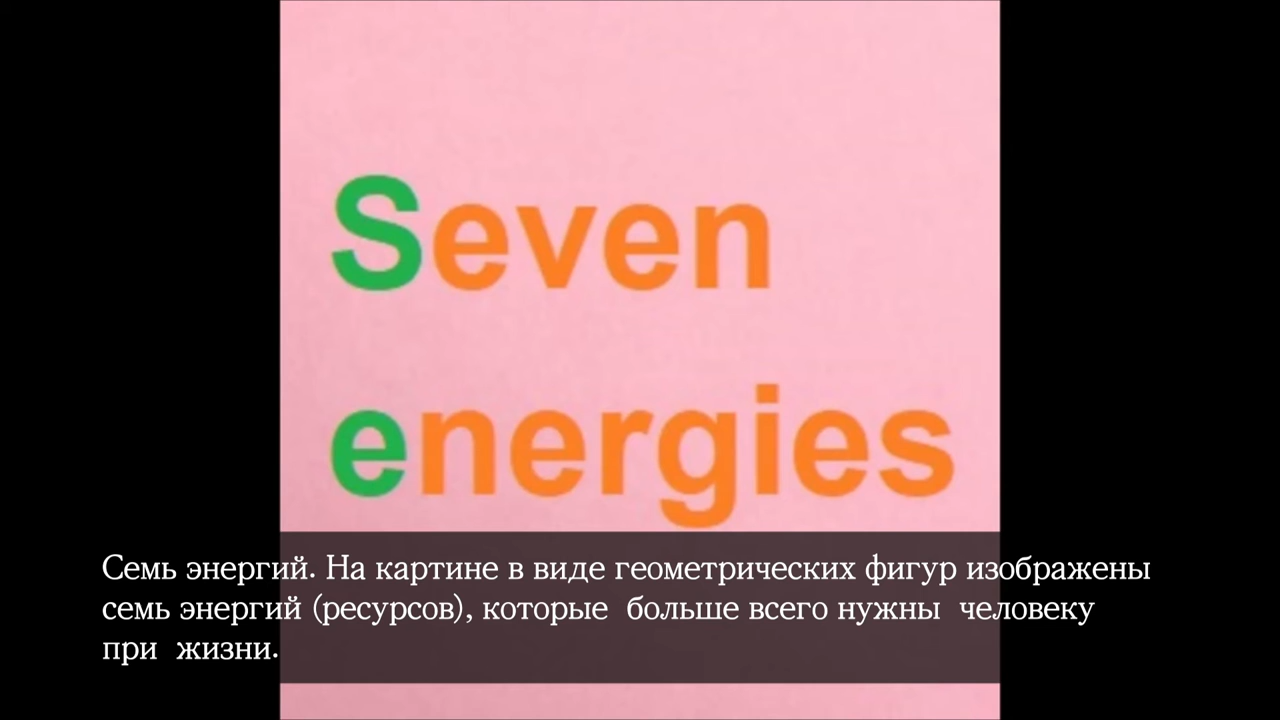 Seven
energies
Семь энергий. На картине в виде геометрических фигур изображены
семь энергий (ресурсов), которые больше всего нужны человеку
при жизни.